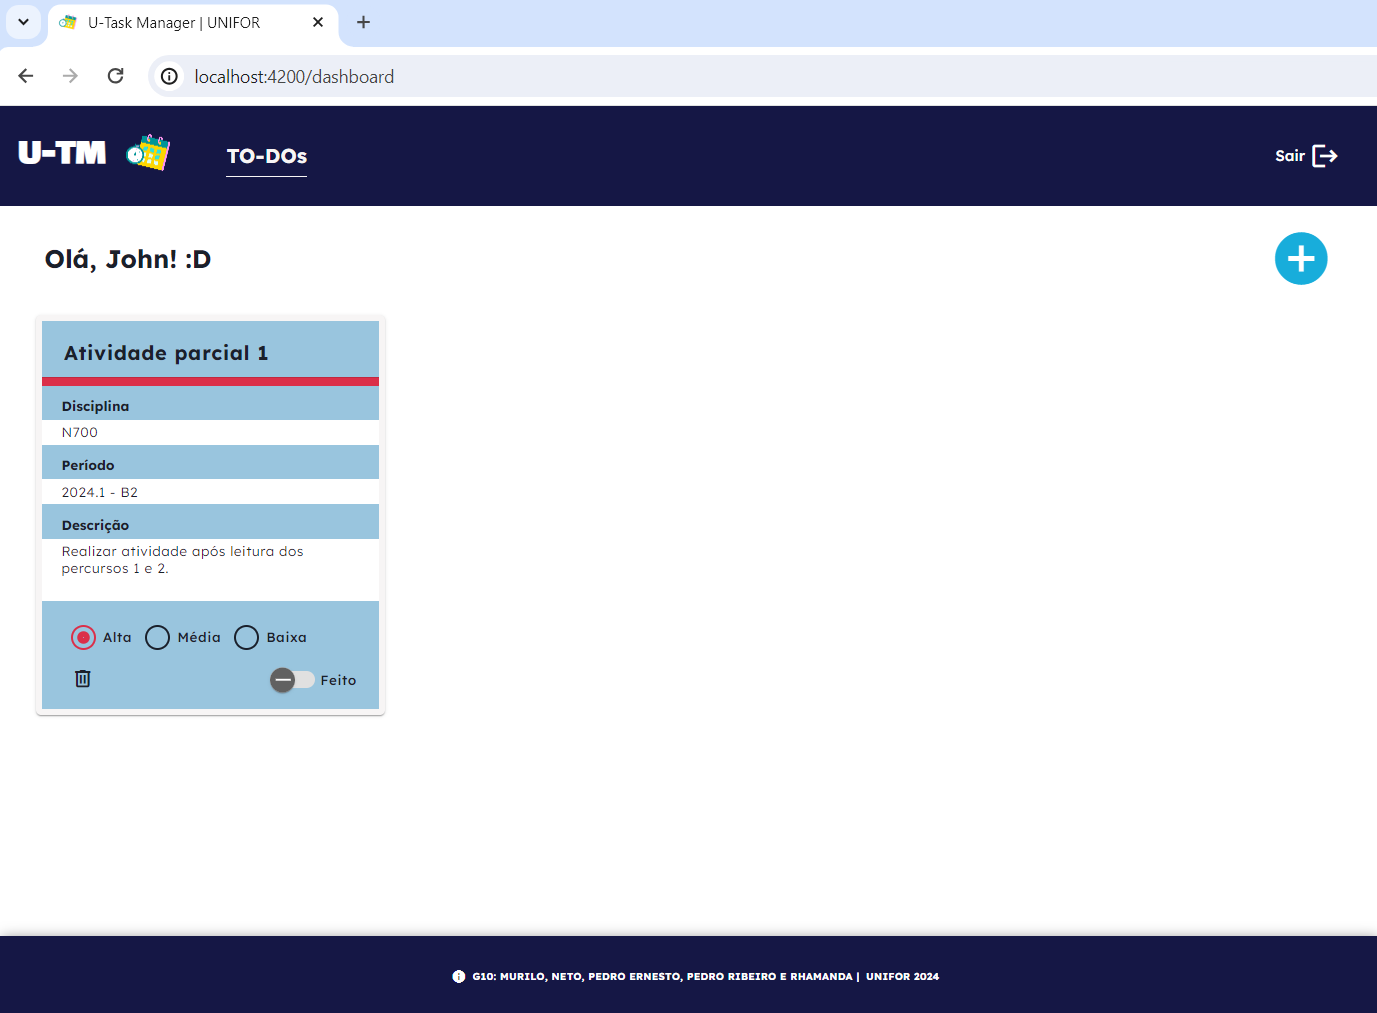 U-Task Manager | UNIFOR
localhost:4200/dashboard
U-TM
TO-DOs
Sair
Olá, John! :D
Atividade parcial 1
Disciplina
N700
Período
2024.1 - B2
Descrição
Realizar atividade após leitura dos
percursos 1 e 2.
Alta Média Baixa
Feito
G10: MURILO, NETO, PEDRO ERNESTO, PEDRO RIBEIRO E RHAMANDA | UNIFOR 2024